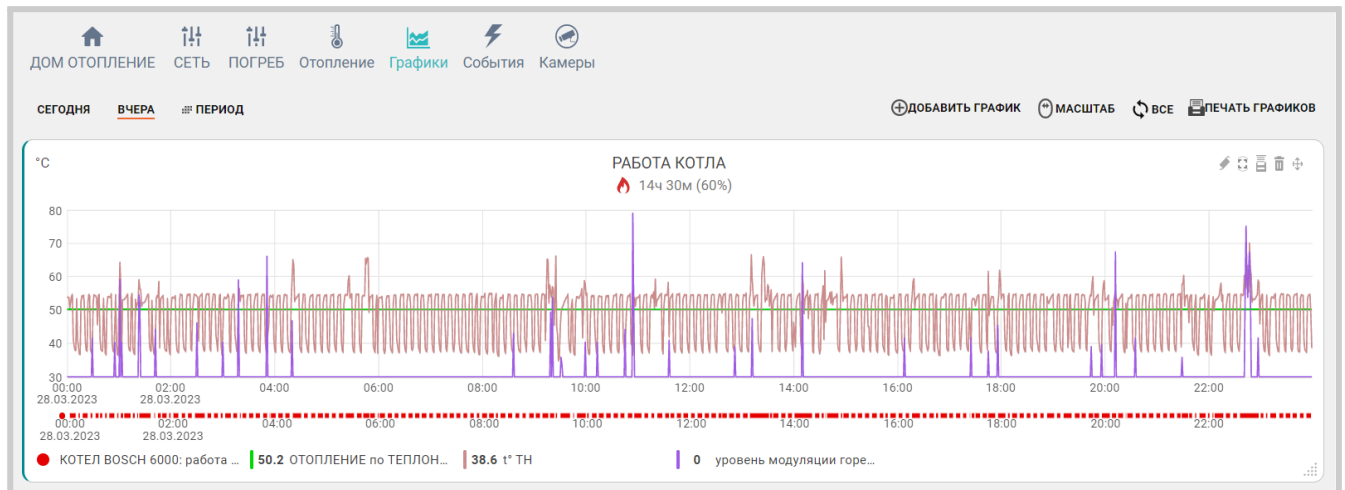 ДОМ ОТОПЛЕНИЕ СЕТЬ ПОГРЕБ Отопление Графики События Камеры
СЕГОДНЯ ВЧЕРА ПЕРИОД ДОБАВИТЬ ГРАФИК МАСШТАБ ВСЕ ПЕЧАТЬ ГРАФИКОВ
°C РАБОТА КОТЛА
14ч 30м (60%)
80
70
60
50
40
30
00:00 02:00 04:00 06:00 08:00 10:00 12:00 14:00 16:00 18:00 20:00 22:00
28.03.2023 28.03.2023
00:00 02:00 04:00 06:00 08:00 10:00 12:00 14:00 16:00 18:00 20:00 22:00
28.03.2023 28.03.2023
КОТЕЛ BOSCH 6000: работа ... 50.2 ОТОПЛЕНИЕ по ТЕПЛОН... 38.6 t° ТН 0 уровень модуляции горе...